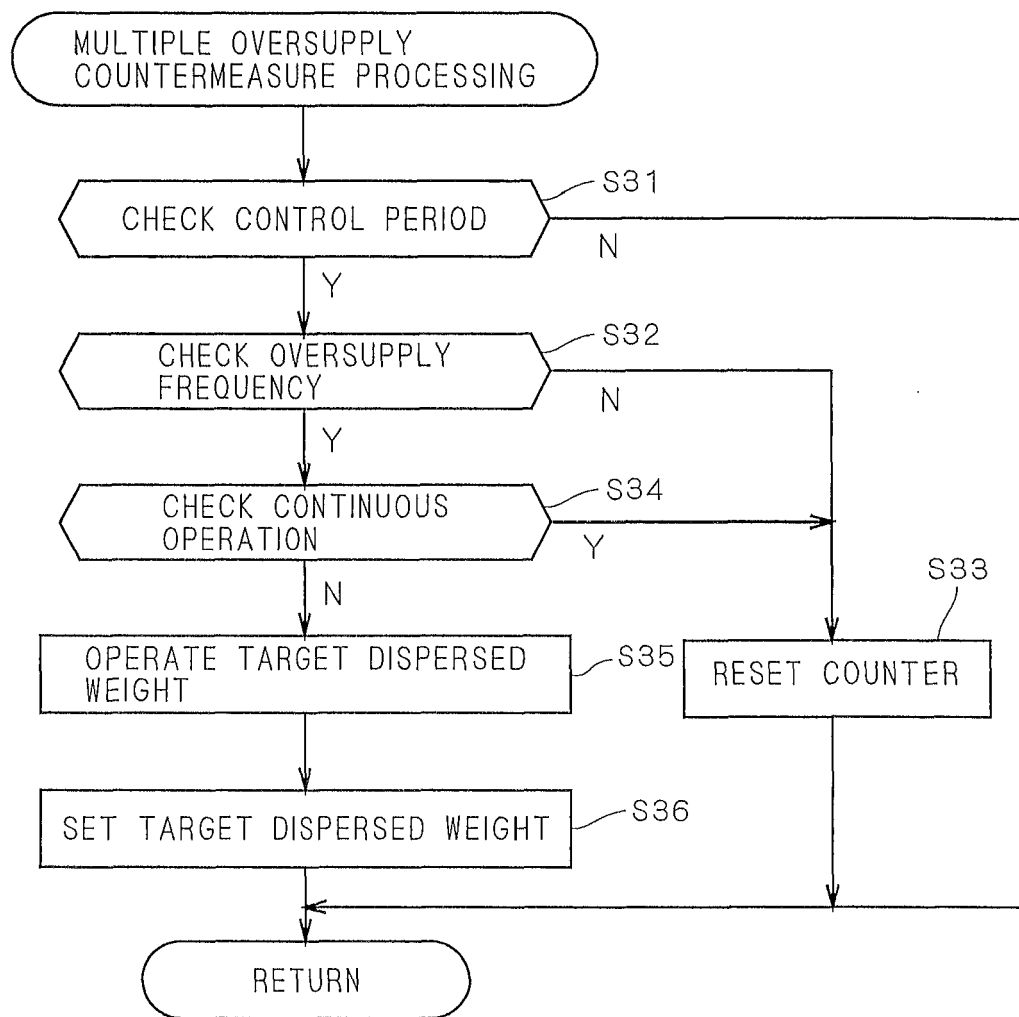 MULTIPLE OVERSUPPLY
COUNTERMEASURE PROCESSING
S31
CHECK CONTROL PERIOD
N
Y
S32
CHECK OVERSUPPLY
FREQUENCY
N
Y
S34
CHECK CONTINUOUS
OPERATION
Y
N
S33
OPERATE TARGET DISPERSED
WEIGHT
S35
RESET COUNTER
S36
SET TARGET DISPERSED WEIGHT
RETURN